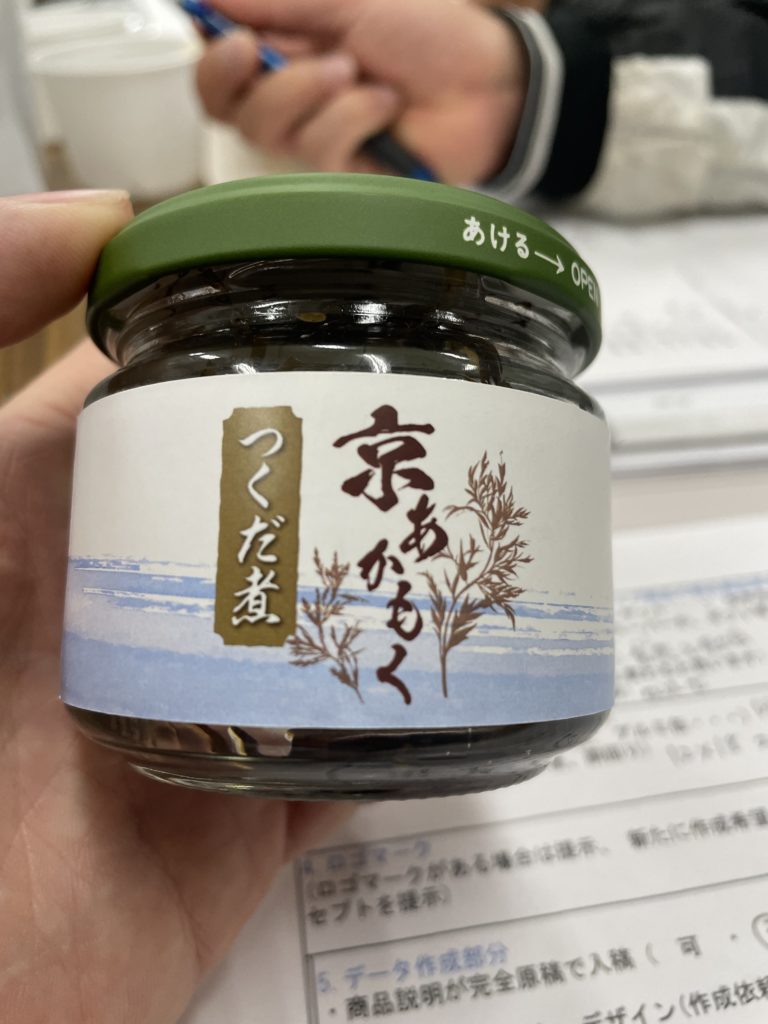 あける→OPEN
京あかもく
つくだ煮
4. ロゴマーク
(ロゴマークがある場合は提示、 新たに作成希望
セプトを提示)
5. データ作成部分
・商品説明が完全原稿で入稿 ( 可 ・
デザイン(作成依頼